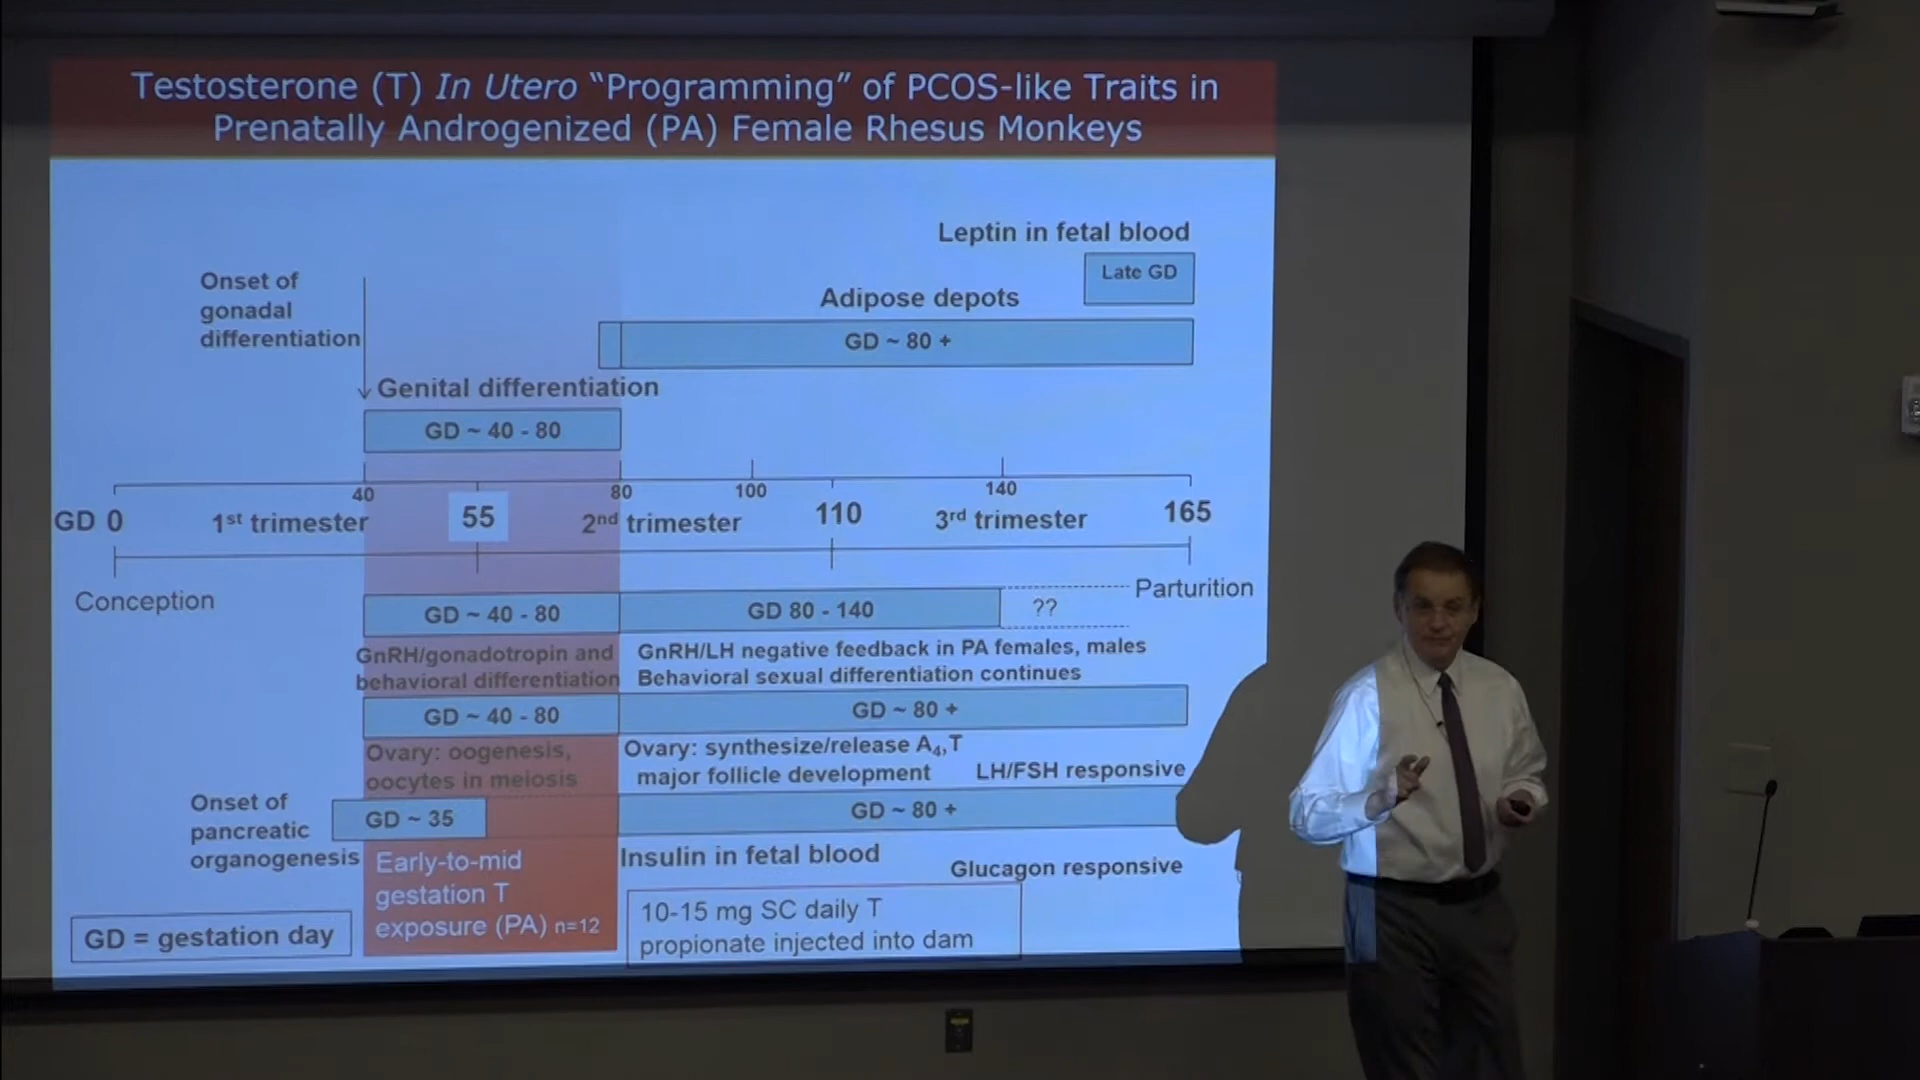 Testosterone (T) In Utero “Programming” of PCOS-like Traits in
Prenatally Androgenized (PA) Female Rhesus Monkeys
Leptin in fetal blood
Late GD
Onset of
gonadal
differentiation
Adipose depots
GD ~ 80 +
Genital differentiation
GD ~ 40 - 80
40
80
100
140
GD 0
1st trimester
55
2nd trimester
110
3rd trimester
165
Conception
Parturition
GD ~ 40 - 80
GD 80 - 140
??
GnRH/gonadotropin and
behavioral differentiation
GnRH/LH negative feedback in PA females, males
Behavioral sexual differentiation continues
GD ~ 40 - 80
GD ~ 80 +
Ovary: oogenesis,
oocytes in meiosis
Ovary: synthesize/release A4,T
major follicle development
LH/FSH responsive
Onset of
pancreatic
organogenesis
GD ~ 35
GD ~ 80 +
Early-to-mid
gestation T
exposure (PA) n=12
Insulin in fetal blood
Glucagon responsive
10-15 mg SC daily T
propionate injected into dam
GD = gestation day